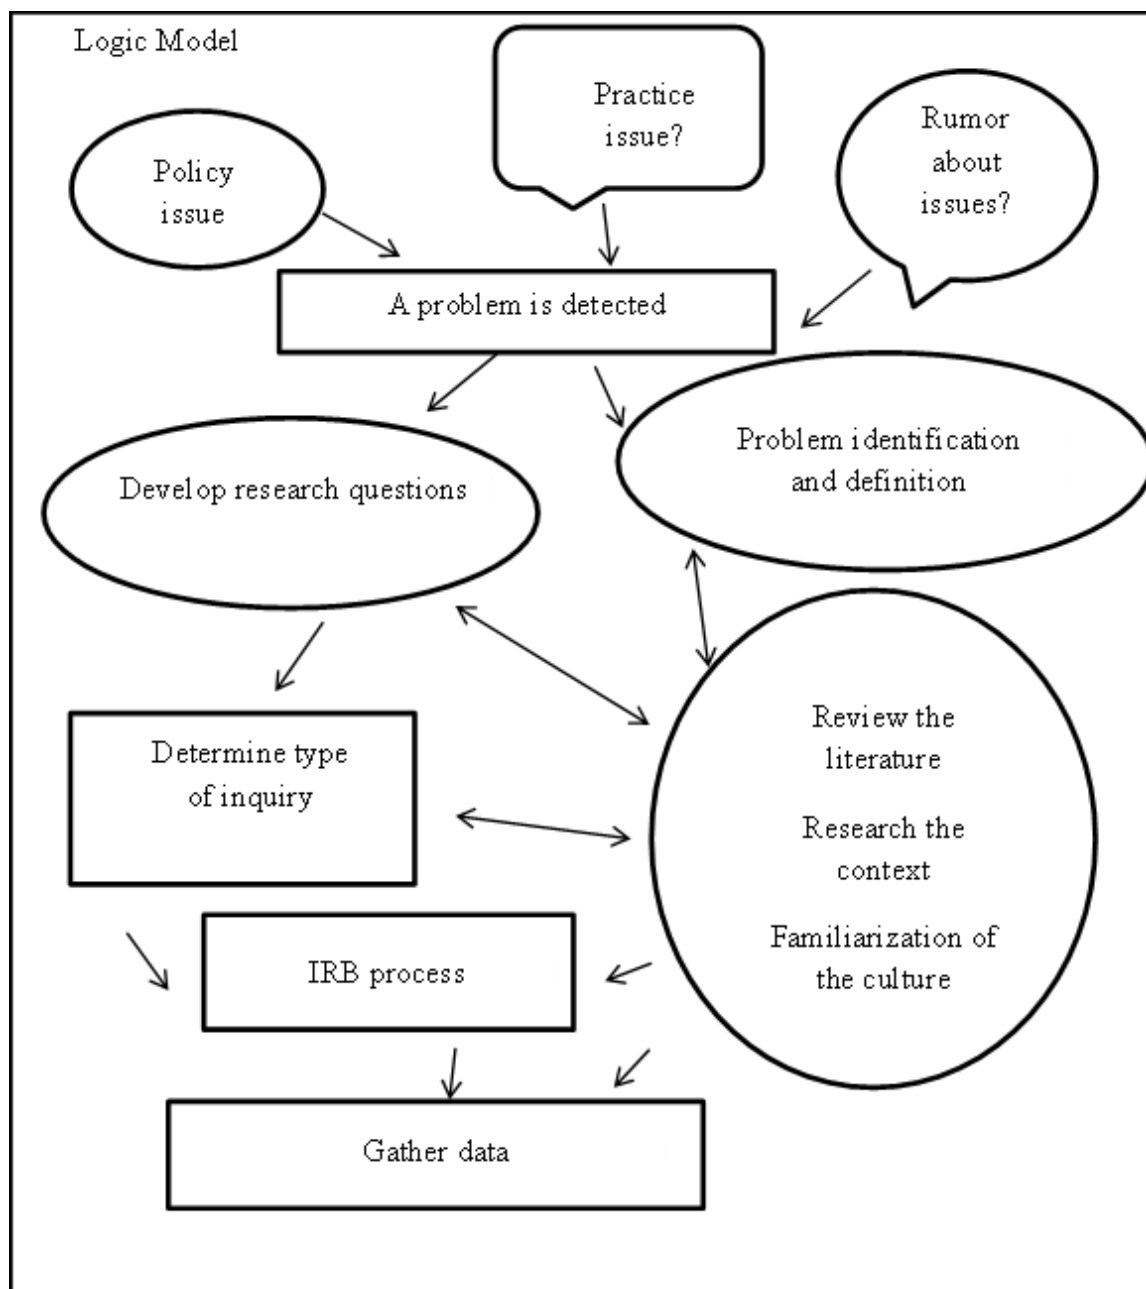 Logic Model
Policy
issue
Practice
issue?
Rumor
about
issues?
A problem is detected
Develop research questions
Problem identification
and definition
Determine type
of inquiry
Review the
literature
Research the
context
Familiarization of
the culture
IRB process
Gather data